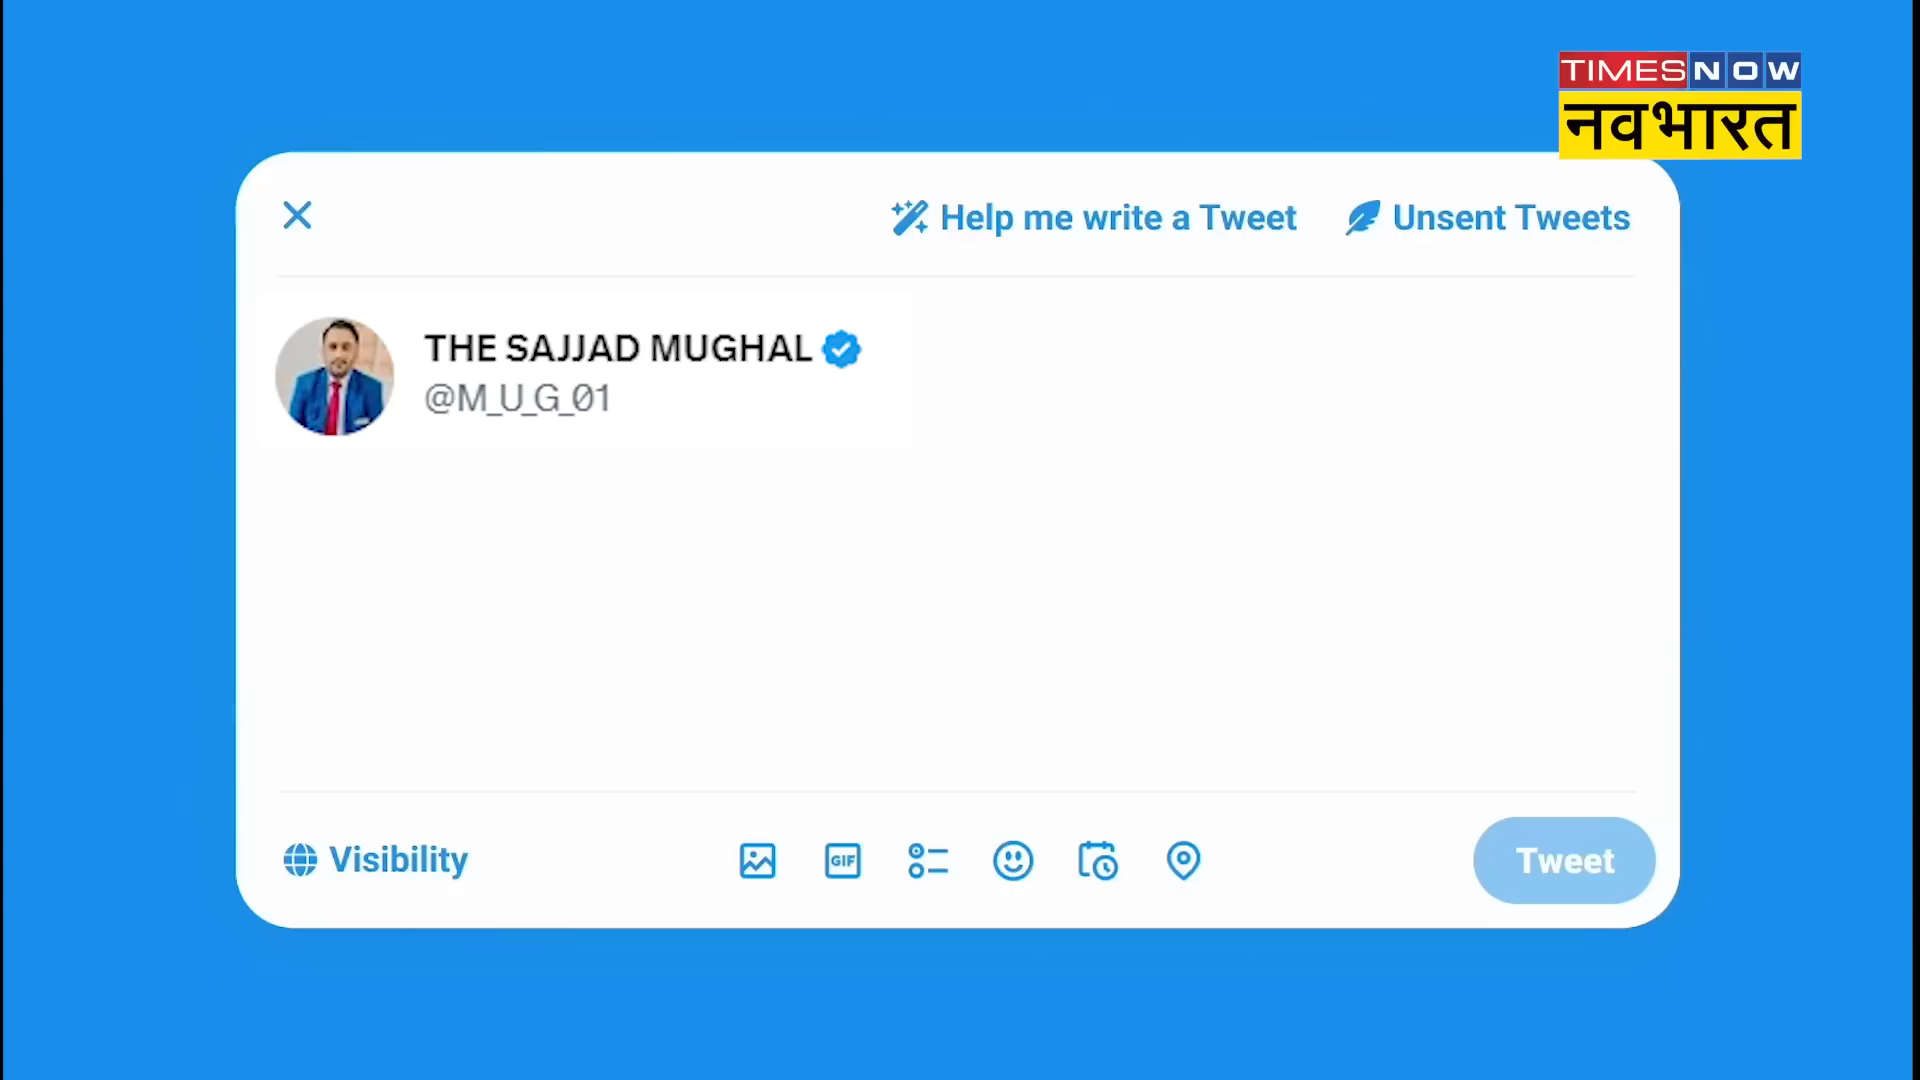 TIMES NOW
नवभारत
Help me write a Tweet
Unsent Tweets
THE SAJJAD MUGHAL
@M_U_G_01
Visibility
GIF
Tweet